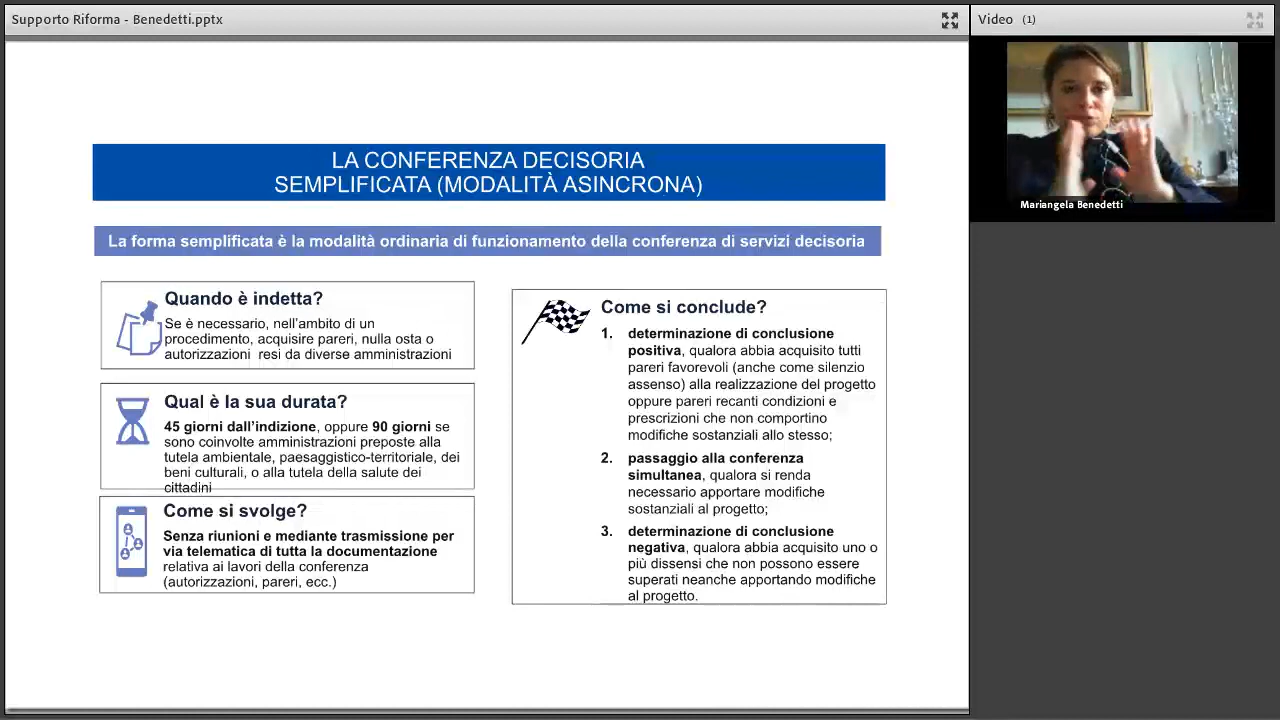 Supporto Riforma - Benedetti.pptx
Video (1)
Mariangela Benedetti
LA CONFERENZA DECISORIA
SEMPLIFICATA (MODALITÀ ASINCRONA)
La forma semplificata è la modalità ordinaria di funzionamento della conferenza di servizi decisoria
Quando è indetta?
Se è necessario, nell'ambito di un
procedimento, acquisire pareri, nulla osta o
autorizzazioni resi da diverse amministrazioni
Qual è la sua durata?
45 giorni dall'indizione, oppure 90 giorni se
sono coinvolte amministrazioni preposte alla
tutela ambientale, paesaggistico-territoriale, dei
beni culturali, o alla tutela della salute dei
cittadini
Come si svolge?
Senza riunioni e mediante trasmissione per
via telematica di tutta la documentazione
relativa ai lavori della conferenza
(autorizzazioni, pareri, ecc.)
Come si conclude?
1. determinazione di conclusione
positiva, qualora abbia acquisito tutti
pareri favorevoli (anche come silenzio
assenso) alla realizzazione del progetto
oppure pareri recanti condizioni e
prescrizioni che non comportino
modifiche sostanziali allo stesso;
2. passaggio alla conferenza
simultanea, qualora si renda
necessario apportare modifiche
sostanziali al progetto;
3. determinazione di conclusione
negativa, qualora abbia acquisito uno o
più dissensi che non possono essere
superati neanche apportando modifiche
al progetto.